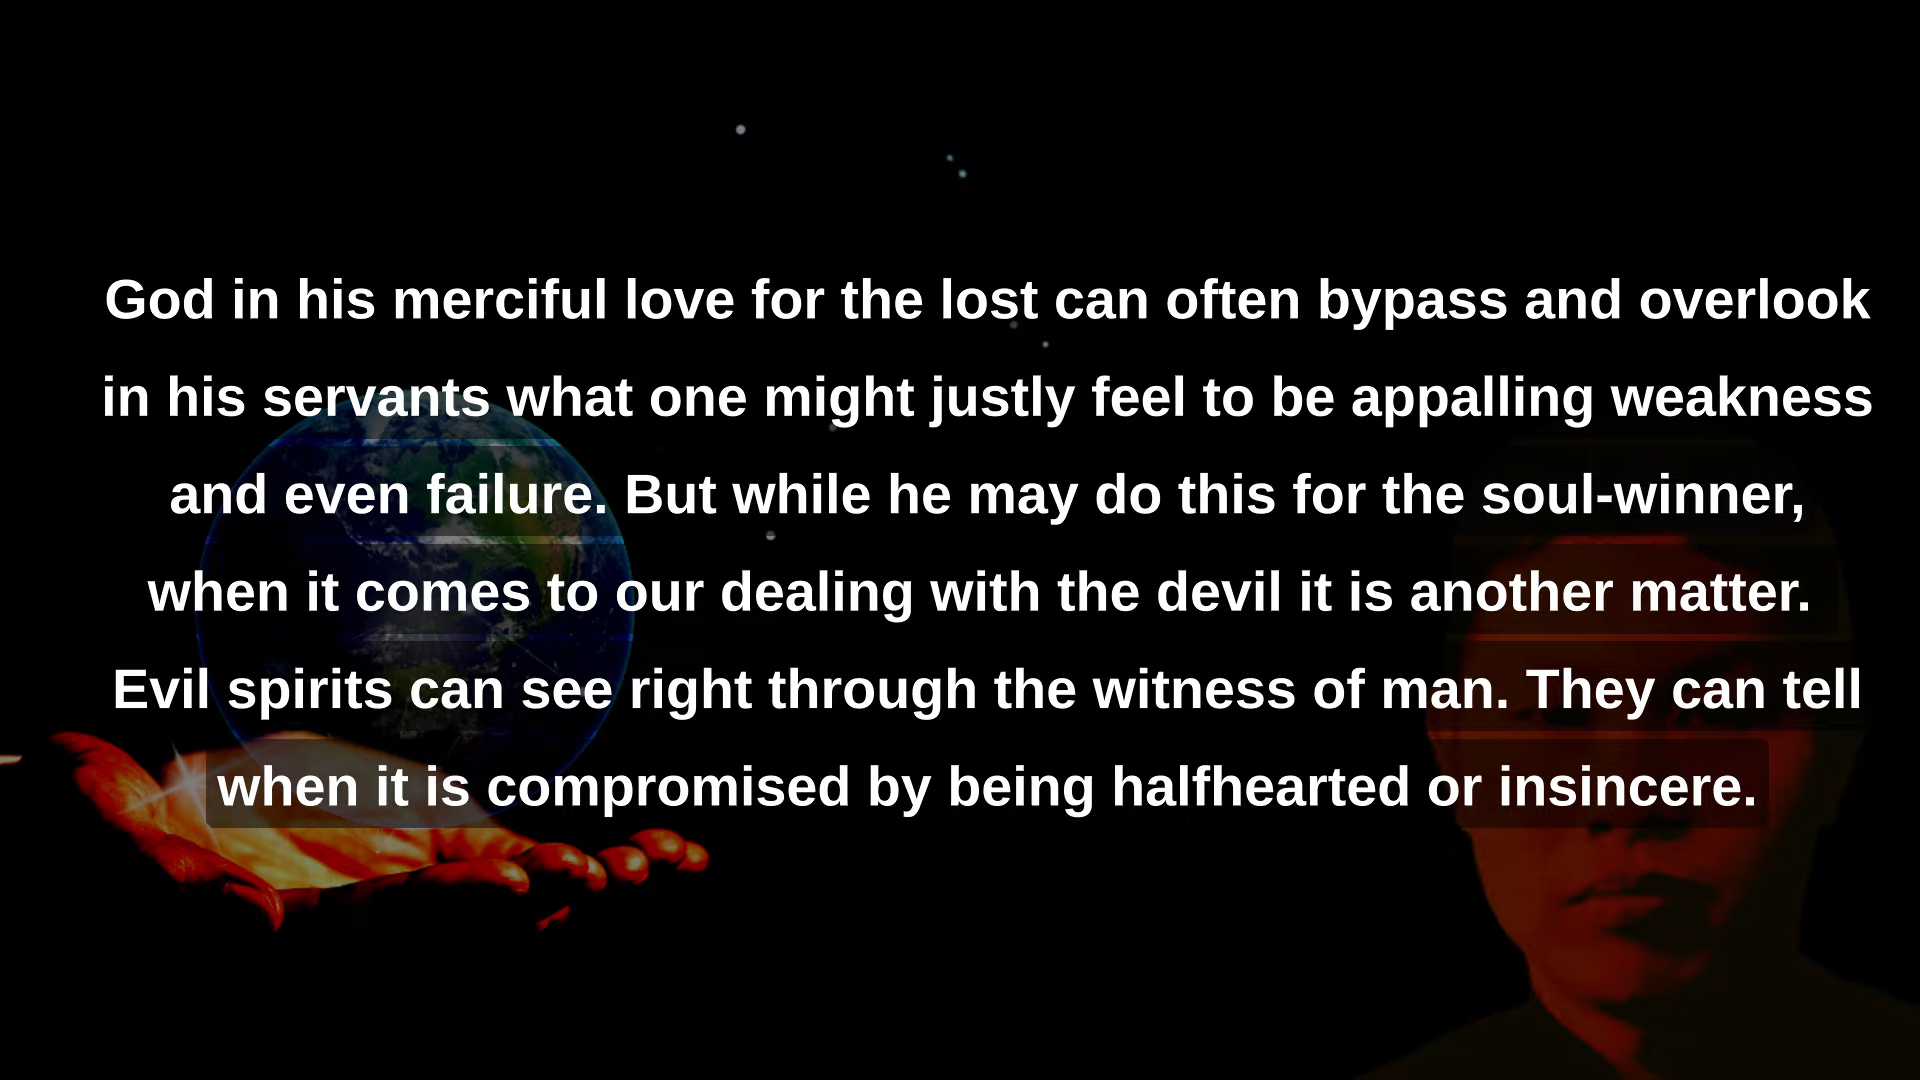 God in his merciful love for the lost can often bypass and overlook
in his servants what one might justly feel to be appalling weakness
and even failure. But while he may do this for the soul-winner,
when it comes to our dealing with the devil it is another matter.
Evil spirits can see right through the witness of man. They can tell
when it is compromised by being halfhearted or insincere.